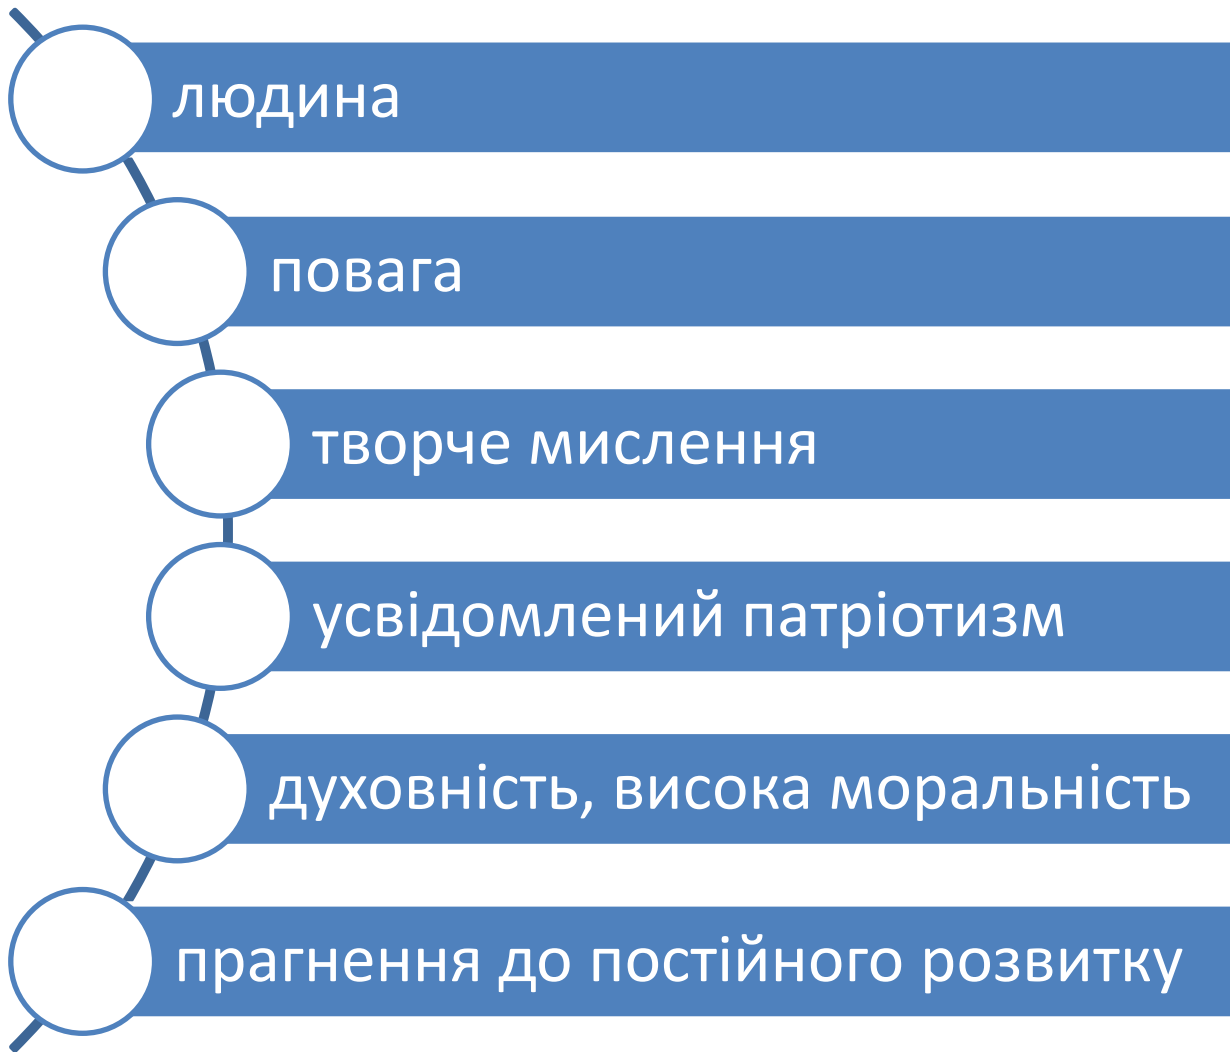 людина
повага
творче мислення
усвідомлений патріотизм
духовність, висока моральність
прагнення до постійного розвитку